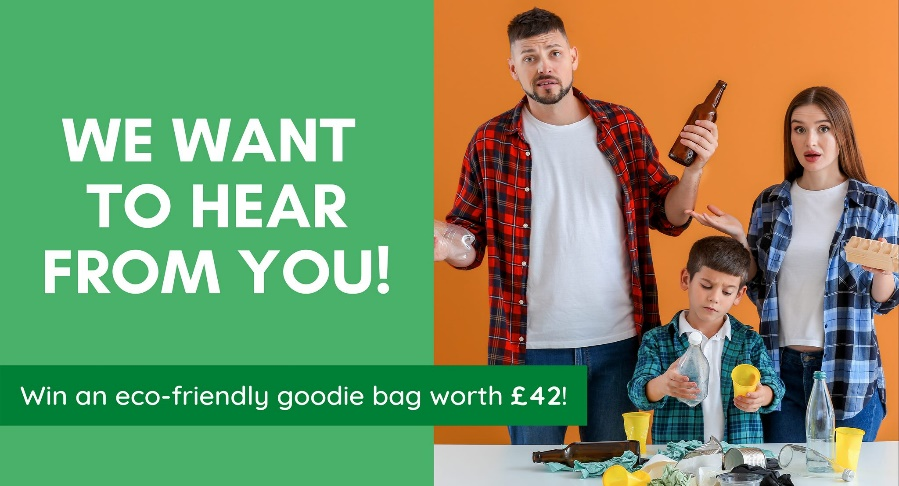 WE WANT
TO HEAR
FROM YOU!
Win an eco-friendly goodie bag worth £42!